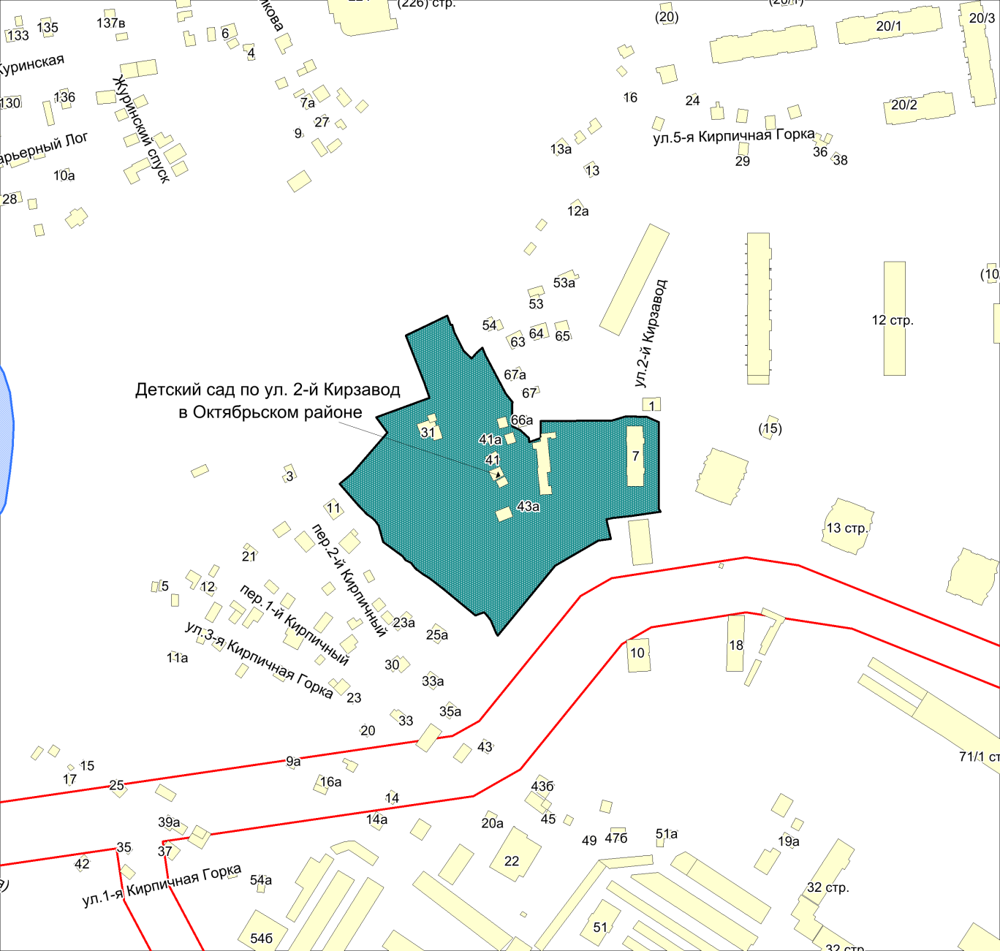 (226) стр.
(20)
20/1
20/3
133
135
137в
6
4
Журинский спуск
130
136
7а
27
9
16
24
20/2
ул.5-я Кирпичная Горка
29
36
38
13а
13
10а
28
12а
53а
53
54
63
64
65
67а
67
66а
ул.2-й Кирзавод
12 стр.
1
(15)
Детский сад по ул. 2-й Кирзавод
в Октябрьском районе
31
41а
41
43а
7
3
11
21
5
12
11а
пер.2-й Кирпичный
пер.1-й Кирпичный
ул.3-я Кирпичная Горка
13 стр.
23а
25а
30
33а
23
33
35а
20
43
10
18
71/1 ст
15
17
25
9а
16а
14
14а
39а
37
35
42
ул.1-я Кирпичная Горка
54а
54б
43б
45
20а
22
49
47б
51а
51
19а
32 стр.
32 стр.